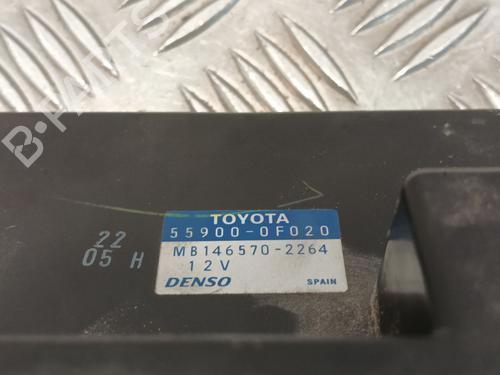 B-PARTS
TOYOTA
55900-0F020
MB146570-2264
12V
DENSO SPAIN
22
05 H